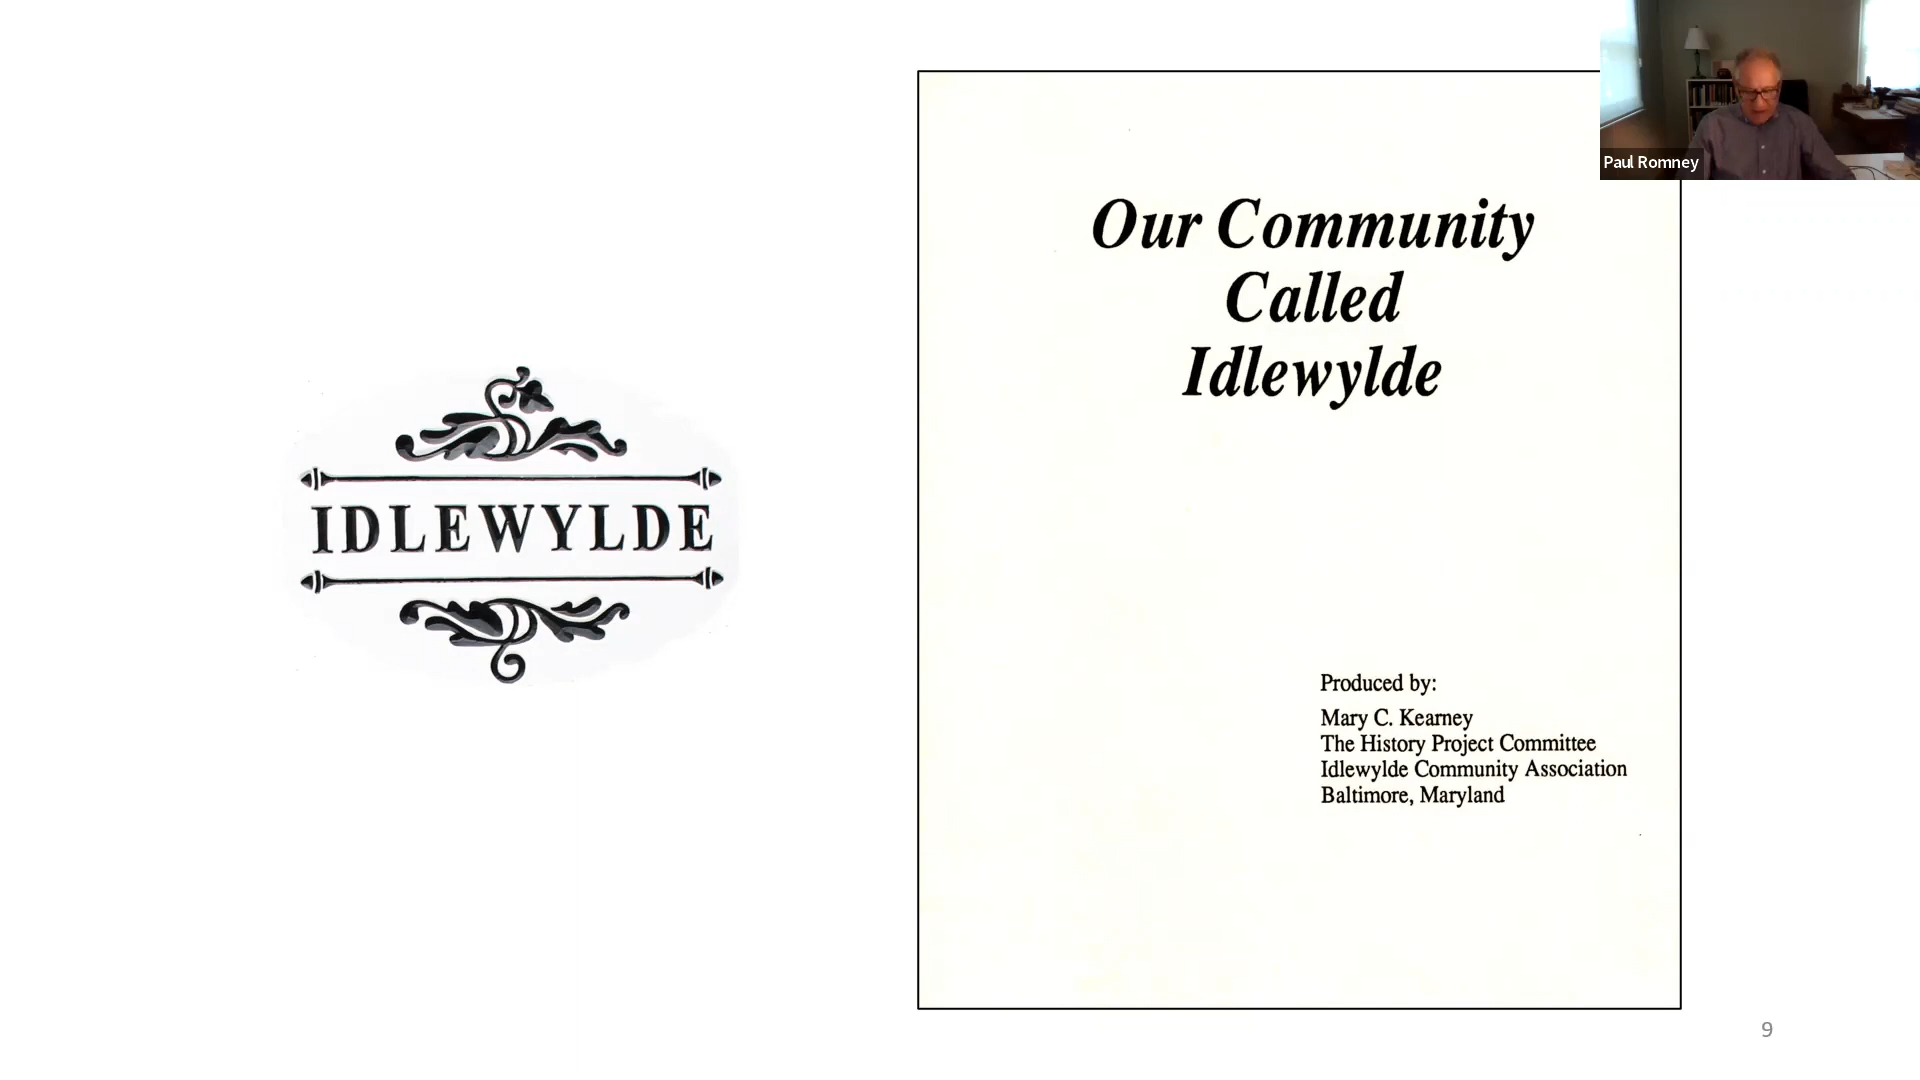 Paul Romney
Our Community
Called
Idlewylde
IDLEWYLDE
Produced by:
Mary C. Kearney
The History Project Committee
Idlewylde Community Association
Baltimore, Maryland
9